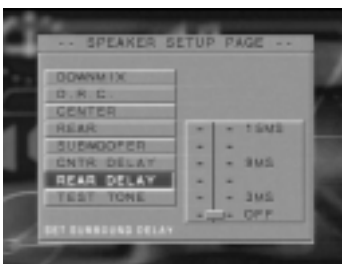 -- SPEAKER SETUP PAGE --
DOWNMIX
D.R.C.
CENTER
REAR
SUBWOOFER
CNTR DELAY
REAR DELAY
TEST TONE
15MS
9MS
3MS
OFF
SET SURROUND DELAY